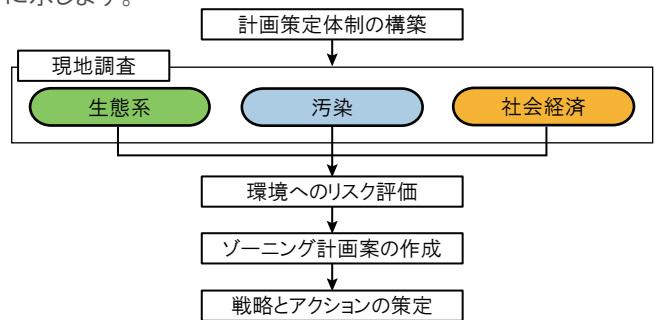 に示します。
計画策定体制の構築
現地調査
生態系
汚染
社会経済
環境へのリスク評価
ゾーニング計画案の作成
戦略とアクションの策定